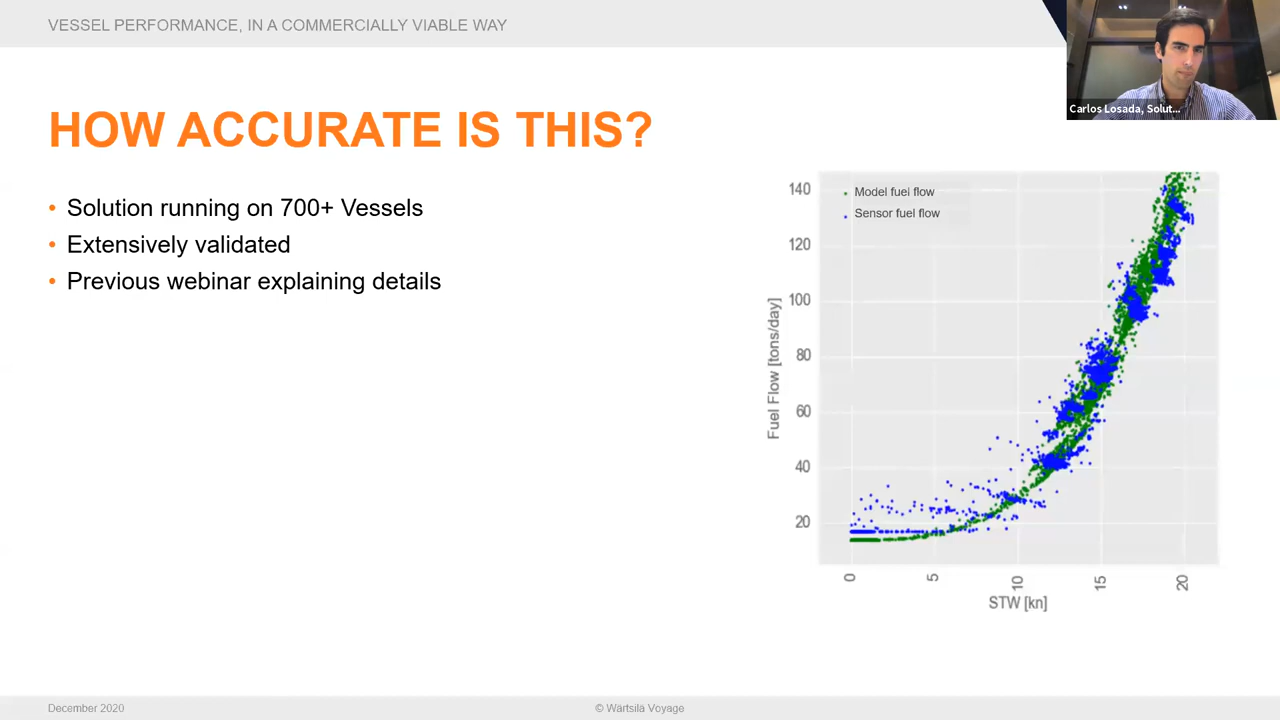 VESSEL PERFORMANCE, IN A COMMERCIALLY VIABLE WAY
Carlos Losada, Solut...
HOW ACCURATE IS THIS?
• Solution running on 700+ Vessels
• Extensively validated
• Previous webinar explaining details
Model fuel flow
Sensor fuel flow
Fuel Flow [tons/day]
140
120
100
80
60
40
20
0 5 10 15 20
STW [kn]
December 2020
© Wärtsilä Voyage